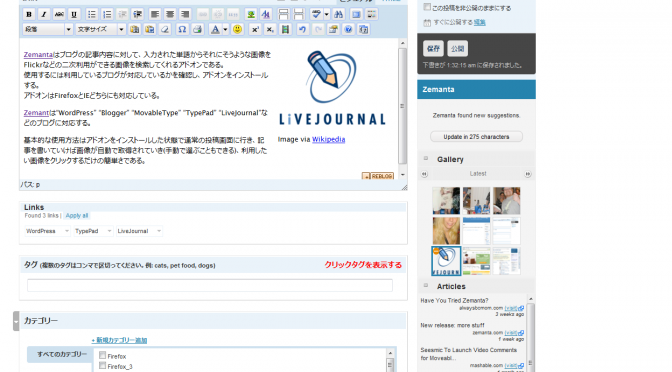 段落
文字サイズ
Zemantaはブログの記事内容に対して、入力された単語からそれにそうような画像を
Flickrなどの二次利用ができる画像を検索してくれるアドオンである。
使用するには利用しているブログが対応しているかを確認し、アドオンをインストール
する。
アドオンはFirefoxとIEどちらにも対応している。
Zemantは"WordPress" "Blogger" "MovableType" "TypePad" "LiveJournal"な
どのブログに対応する。
基本的な使用方法はアドオンをインストールした状態で通常の投稿画面に行き、記
事を書いていけば画像が自動で取得されていき(手動で選ぶこともできる)、利用した
い画像をクリックするだけの簡単さである。
LiVEJOURNAL
Image via Wikipedia
REBLOG
パス: p
Links
Found 3 links | Apply all
WordPress
TypePad
LiveJournal
タグ (複数のタグはコンマで区切ってください。例: cats, pet food, dogs)
クリックタグを表示する
カテゴリー
+ 新規カテゴリー追加
すべてのカテゴリー
Firefox
Firefox_3
この投稿を非公開のままにする
すぐに公開する 編集
保存
公開
下書きが 1:32:15 am に保存されました。
Zemanta
Zemanta found new suggestions.
Update in 275 characters
Gallery
Latest
Articles
Have You Tried Zemanta?
alwaysbcmom.com [visit]
3 weeks ago
New release: more stuff
zemanta.com [visit]
1 week ago
Seesmic To Launch Video Comments
for Moveabl...
mashable.com [visit]